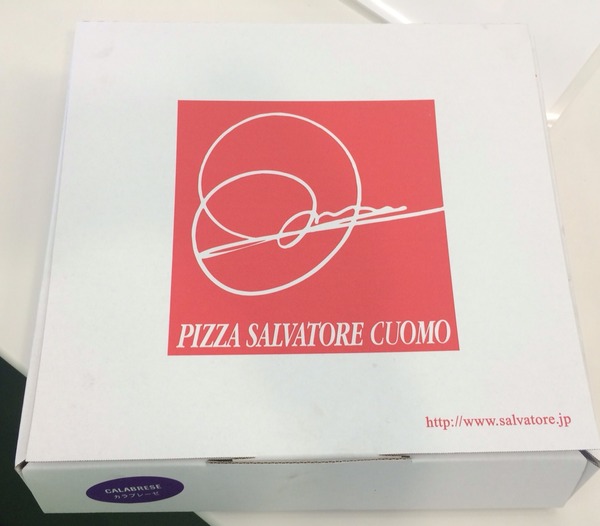 PIZZA SALVATORE CUOMO
http://www.salvatore.jp
CALABRESE
カラブレーゼ